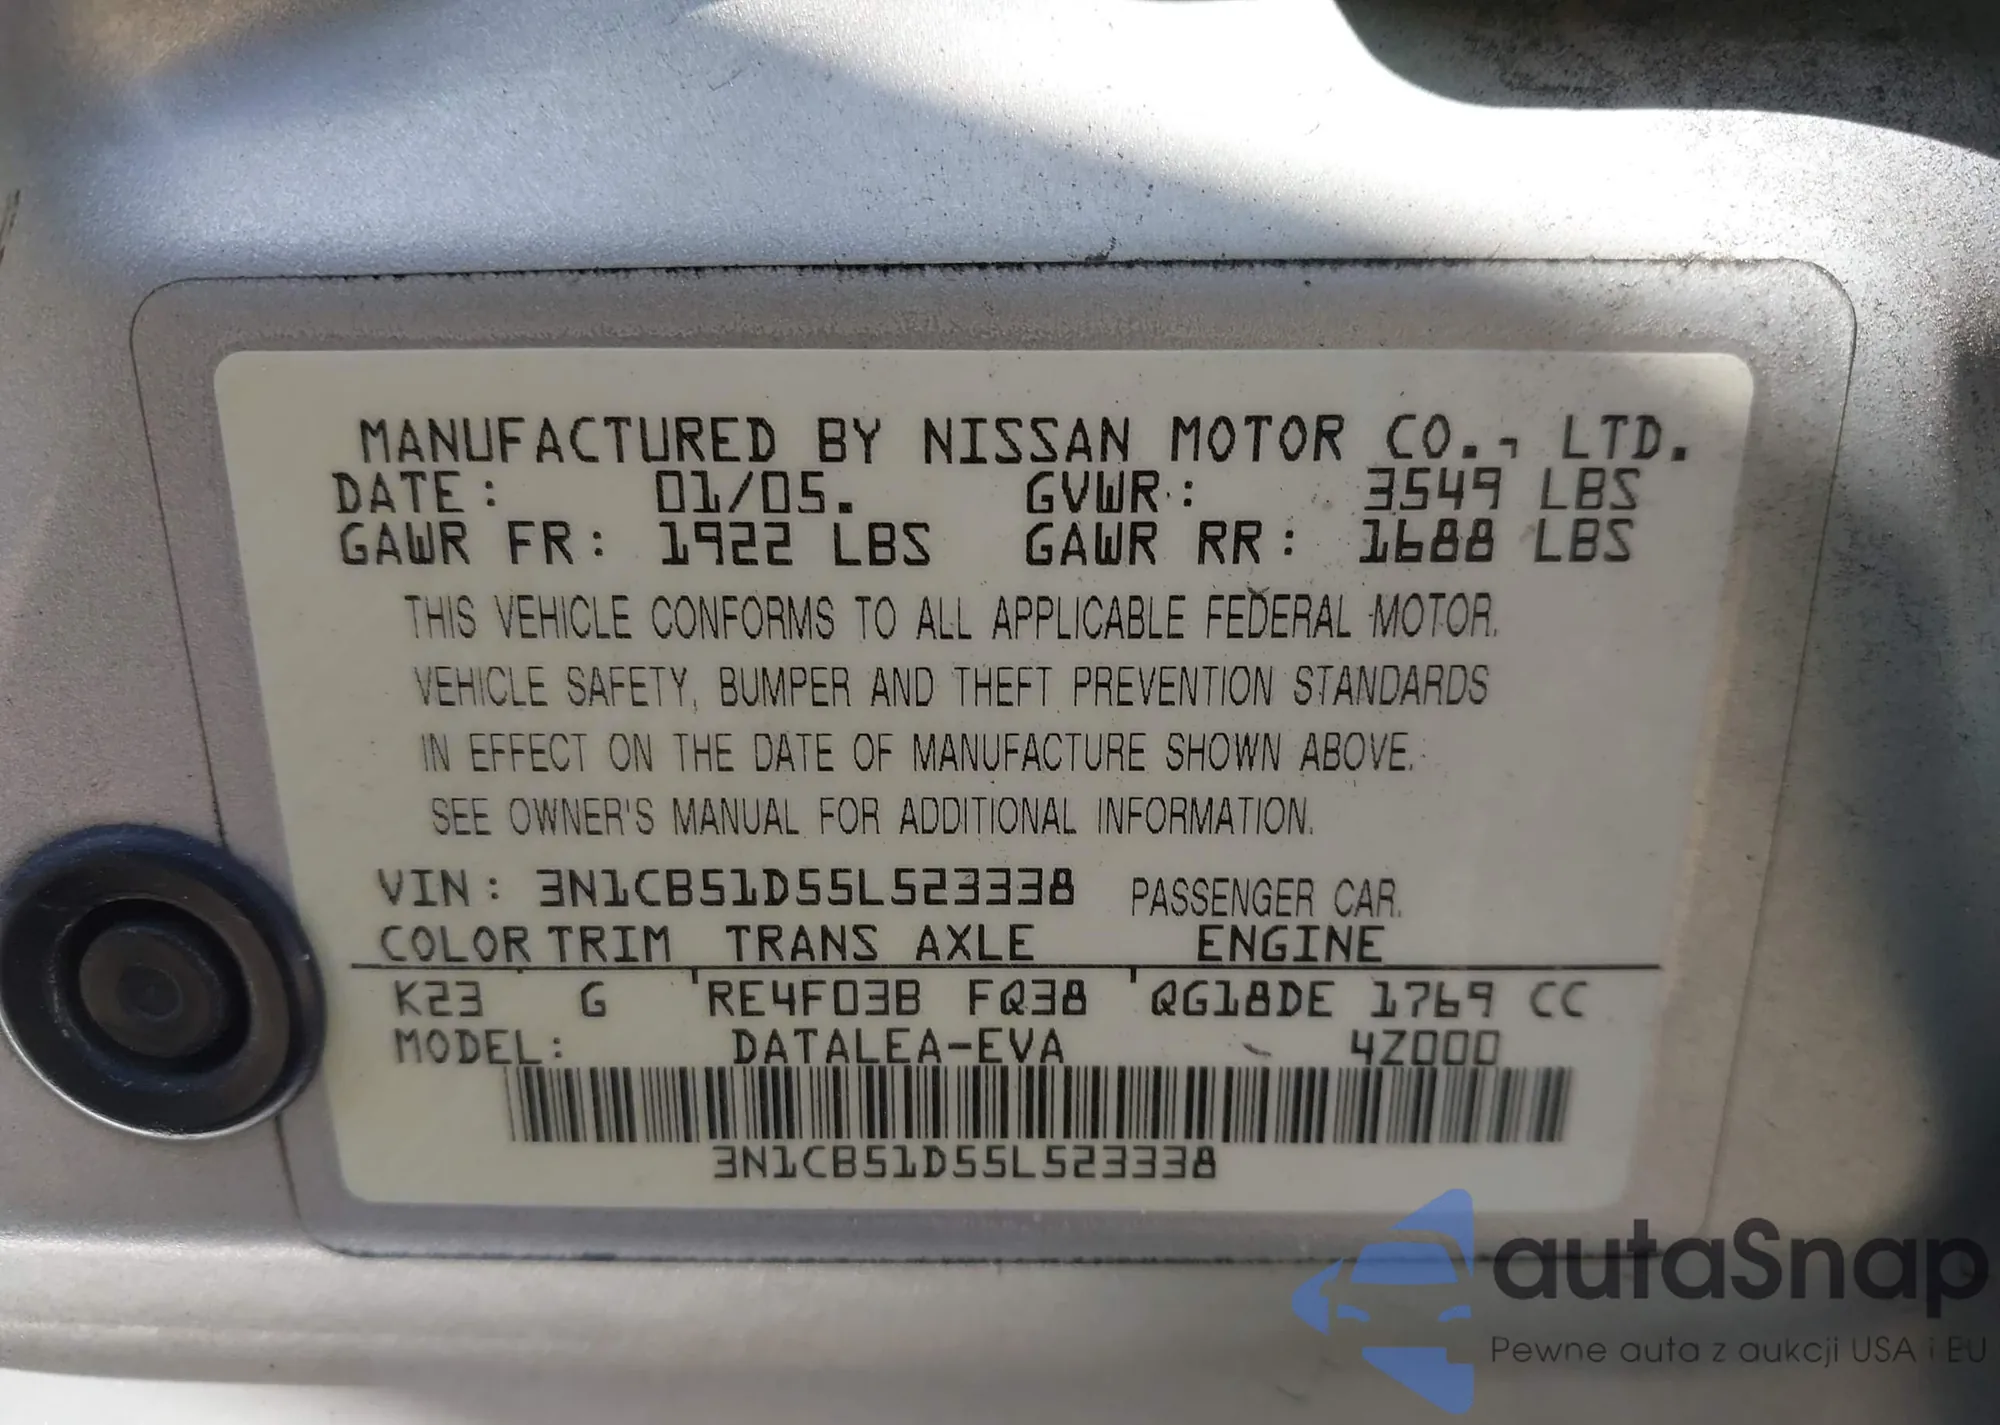 MANUFACTURED BY NISSAN MOTOR CO., LTD.
DATE: 01/05. GVWR: 3549 LBS
GAWR FR: 1922 LBS GAWR RR: 1688 LBS
THIS VEHICLE CONFORMS TO ALL APPLICABLE FEDERAL MOTOR
VEHICLE SAFETY, BUMPER AND THEFT PREVENTION STANDARDS
IN EFFECT ON THE DATE OF MANUFACTURE SHOWN ABOVE.
SEE OWNER'S MANUAL FOR ADDITIONAL INFORMATION.
VIN: 3N1CB51D55L523338 PASSENGER CAR.
COLOR TRIM TRANS AXLE ENGINE
K23 G RE4F03B FQ38 QG18DE 1769 CC
MODEL: DATALEA-EVA 4Z000
3N1CB51D55L523338
autaSnap
Pewne auta z aukcji USA i EU